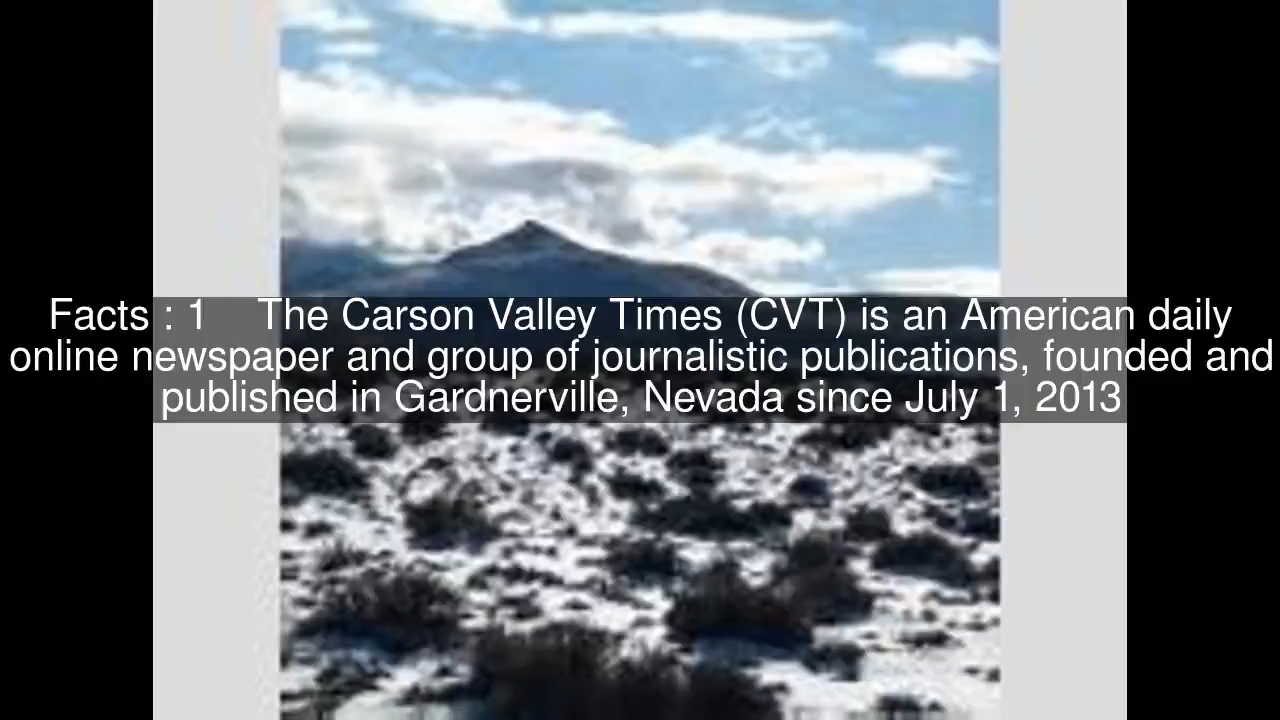 Facts : 1    The Carson Valley Times (CVT) is an American daily
online newspaper and group of journalistic publications, founded and
published in Gardnerville, Nevada since July 1, 2013